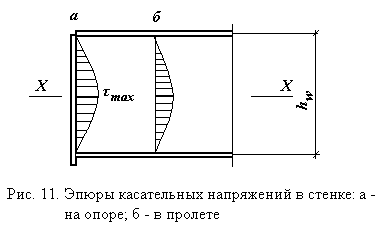 а б
X τmax X hw
Рис. 11. Эпюры касательных напряжений в стенке: а -
на опоре; б - в пролете